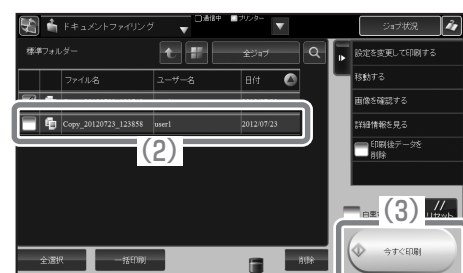 ドキュメントファイリング
通信中
プリンター
ジョブ状況
標準フォルダー
全ジョブ
設定を変更して印刷する
ファイル名
ユーザー名
日付
移動する
画像を確認する
Copy_20120723_123858
user1
2012/07/23
詳細情報を見る
(2)
印刷後データを
削除
(3)
リセット
今すぐ印刷
全選択
一括印刷
削除